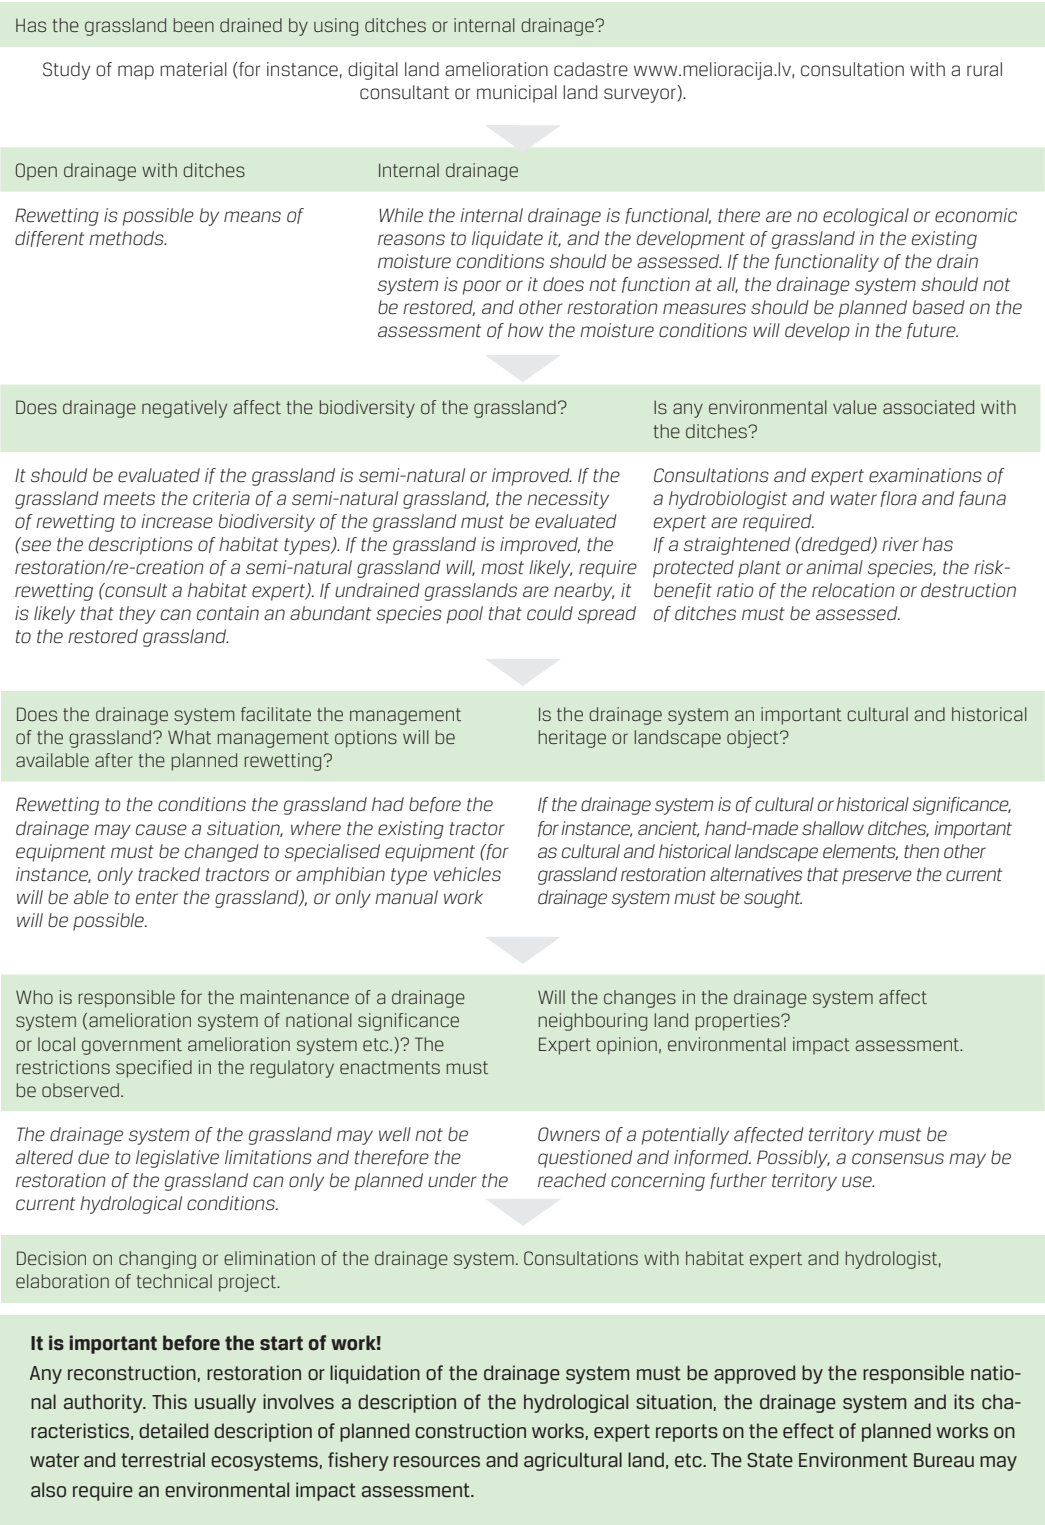 Has the grassland been drained by using ditches or internal drainage?
Study of map material (for instance, digital land amelioration cadastre www.melioracija.lv, consultation with a rural
consultant or municipal land surveyor).
Open drainage with ditches
Internal drainage
Rewetting is possible by means of
different methods.
While the internal drainage is functional, there are no ecological or economic
reasons to liquidate it, and the development of grassland in the existing
moisture conditions should be assessed. If the functionality of the drain
system is poor or it does not function at all, the drainage system should not
be restored, and other restoration measures should be planned based on the
assessment of how the moisture conditions will develop in the future.
Does drainage negatively affect the biodiversity of the grassland?
Is any environmental value associated with
the ditches?
It should be evaluated if the grassland is semi-natural or improved. If the
grassland meets the criteria of a semi-natural grassland, the necessity
of rewetting to increase biodiversity of the grassland must be evaluated
(see the descriptions of habitat types). If the grassland is improved, the
restoration/re-creation of a semi-natural grassland will, most likely, require
rewetting (consult a habitat expert). If undrained grasslands are nearby, it
is likely that they can contain an abundant species pool that could spread
to the restored grassland.
Consultations and expert examinations of
a hydrobiologist and water flora and fauna
expert are required.
If a straightened (dredged) river has
protected plant or animal species, the risk-
benefit ratio of the relocation or destruction
of ditches must be assessed.
Does the drainage system facilitate the management
of the grassland? What management options will be
available after the planned rewetting?
Is the drainage system an important cultural and historical
heritage or landscape object?
Rewetting to the conditions the grassland had before the
drainage may cause a situation, where the existing tractor
equipment must be changed to specialised equipment (for
instance, only tracked tractors or amphibian type vehicles
will be able to enter the grassland), or only manual work
will be possible.
If the drainage system is of cultural or historical significance,
for instance, ancient, hand-made shallow ditches, important
as cultural and historical landscape elements, then other
grassland restoration alternatives that preserve the current
drainage system must be sought.
Who is responsible for the maintenance of a drainage
system (amelioration system of national significance
or local government amelioration system etc.)? The
restrictions specified in the regulatory enactments must
be observed.
Will the changes in the drainage system affect
neighbouring land properties?
Expert opinion, environmental impact assessment.
The drainage system of the grassland may well not be
altered due to legislative limitations and therefore the
restoration of the grassland can only be planned under the
current hydrological conditions.
Owners of a potentially affected territory must be
questioned and informed. Possibly, a consensus may be
reached concerning further territory use.
Decision on changing or elimination of the drainage system. Consultations with habitat expert and hydrologist,
elaboration of technical project.
It is important before the start of work!
Any reconstruction, restoration or liquidation of the drainage system must be approved by the responsible natio-
nal authority. This usually involves a description of the hydrological situation, the drainage system and its cha-
racteristics, detailed description of planned construction works, expert reports on the effect of planned works on
water and terrestrial ecosystems, fishery resources and agricultural land, etc. The State Environment Bureau may
also require an environmental impact assessment.